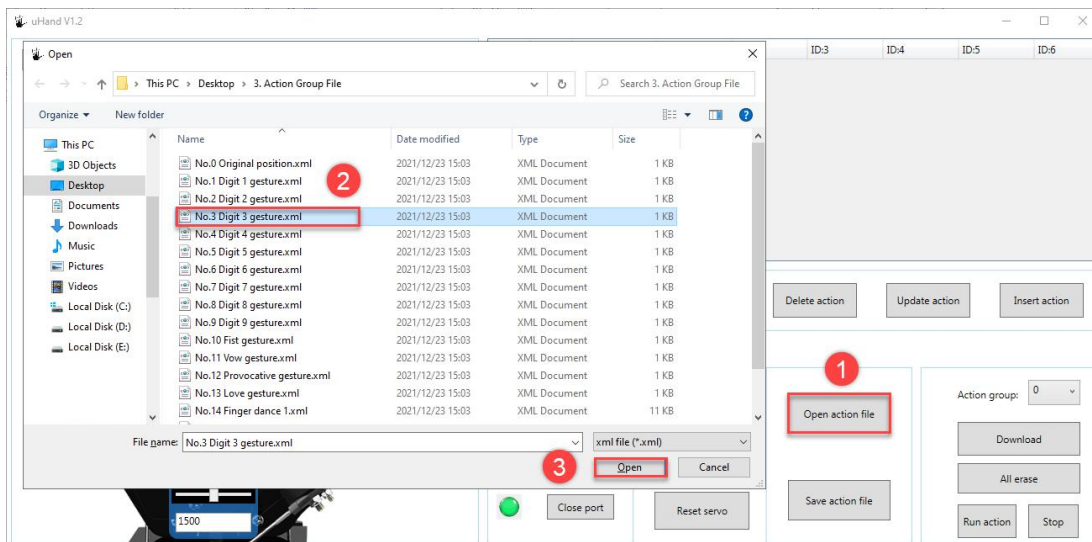 uHand V1.2
Open
ID:3 ID:4 ID:5 ID:6
This PC > Desktop > 3. Action Group File
Search 3. Action Group File
Organize New folder
Name Date modified Type Size
This PC
3D Objects
Desktop
Documents
Downloads
Music
Pictures
Videos
Local Disk (C:)
Local Disk (D:)
Local Disk (E:)
No.0 Original position.xml 2021/12/23 15:03 XML Document 1 KB
No.1 Digit 1 gesture.xml 2021/12/23 15:03 XML Document 1 KB
2
No.2 Digit 2 gesture.xml 2021/12/23 15:03 XML Document 1 KB
No.3 Digit 3 gesture.xml 2021/12/23 15:03 XML Document 1 KB
No.4 Digit 4 gesture.xml 2021/12/23 15:03 XML Document 1 KB
No.5 Digit 5 gesture.xml 2021/12/23 15:03 XML Document 1 KB
No.6 Digit 6 gesture.xml 2021/12/23 15:03 XML Document 1 KB
No.7 Digit 7 gesture.xml 2021/12/23 15:03 XML Document 1 KB
No.8 Digit 8 gesture.xml 2021/12/23 15:03 XML Document 1 KB
No.9 Digit 9 gesture.xml 2021/12/23 15:03 XML Document 1 KB
No.10 Fist gesture.xml 2021/12/23 15:03 XML Document 1 KB
No.11 Vow gesture.xml 2021/12/23 15:03 XML Document 1 KB
No.12 Provocative gesture.xml 2021/12/23 15:03 XML Document 1 KB
No.13 Love gesture.xml 2021/12/23 15:03 XML Document 1 KB
No.14 Finger dance 1.xml 2021/12/23 15:03 XML Document 11 KB
File name: No.3 Digit 3 gesture.xml xml file (*.xml)
3
Open Cancel
Delete action Update action Insert action
1
Open action file
Action group: 0
Download
All erase
1500
Close port Reset servo
Save action file
Run action Stop